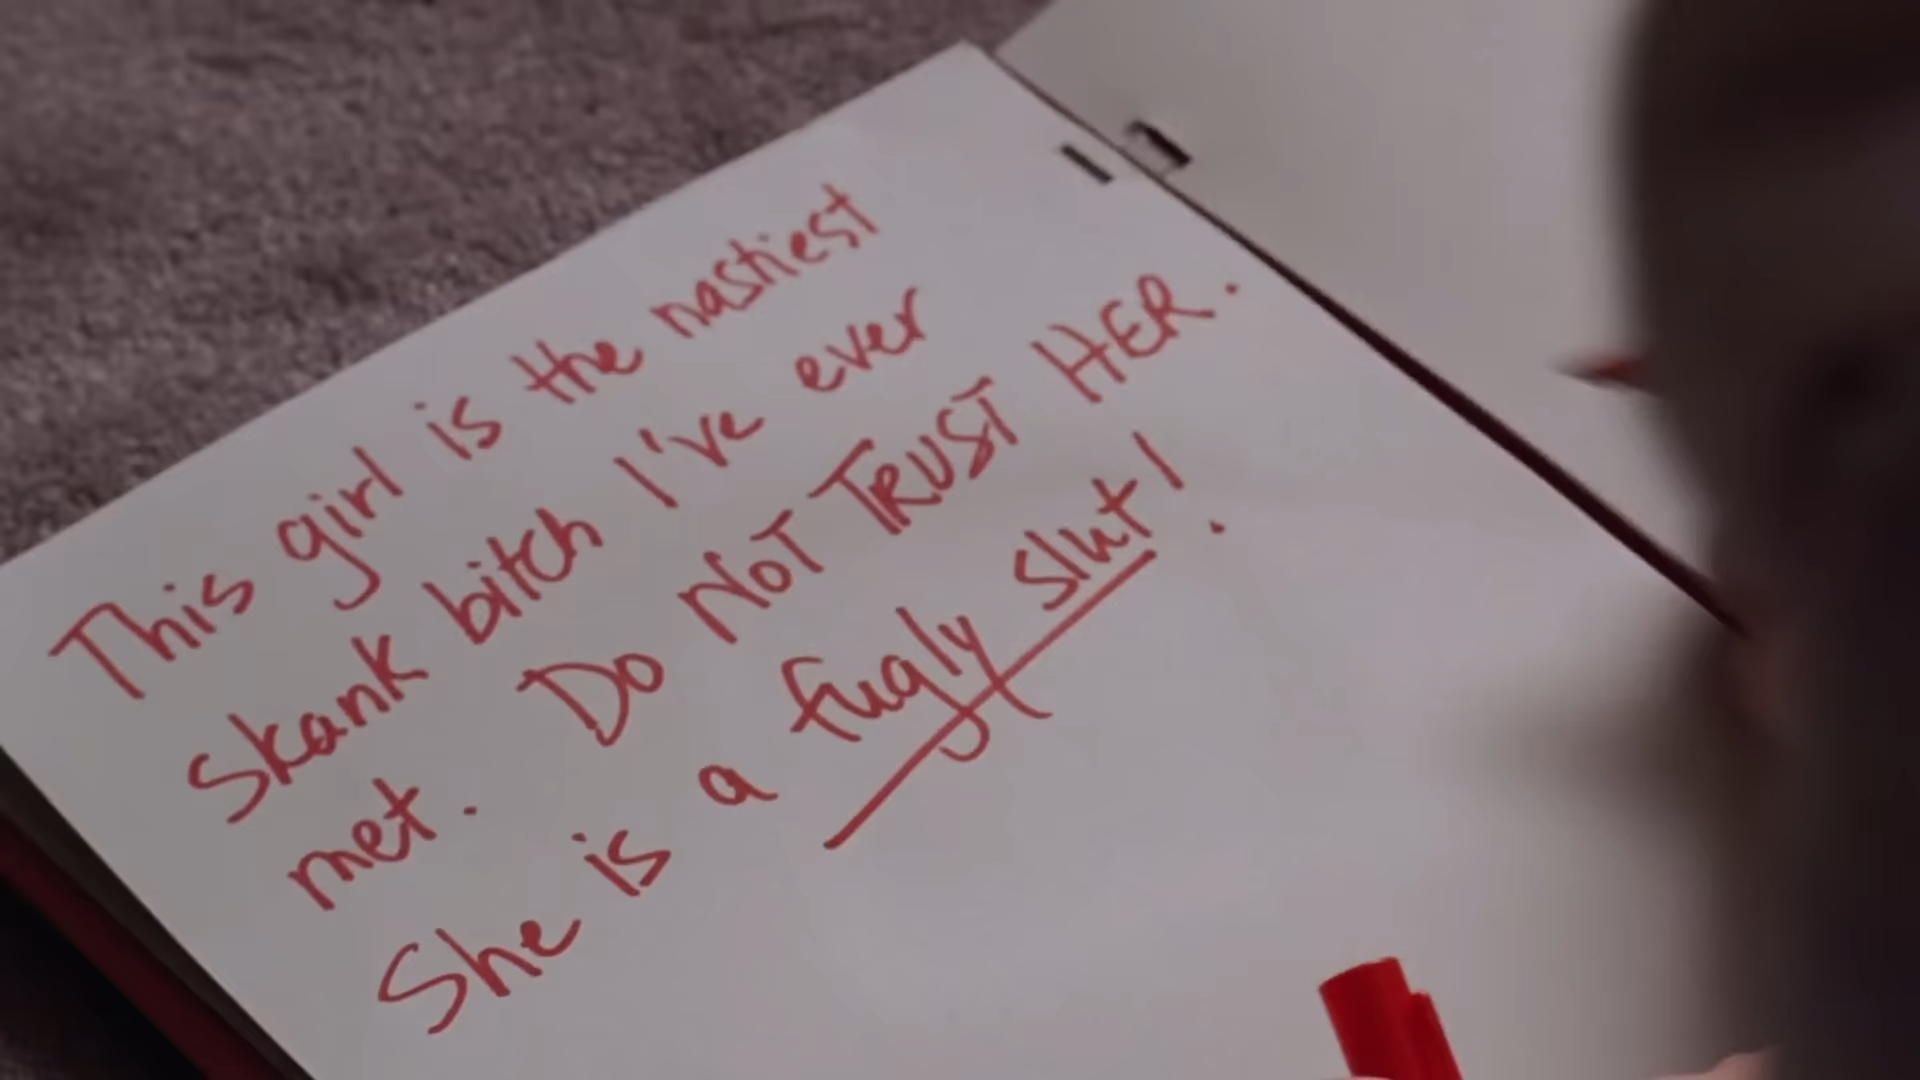 This girl is the nastiest
skank bitch I've ever
met. DO NOT TRUST HER.
She is a fugly slut!